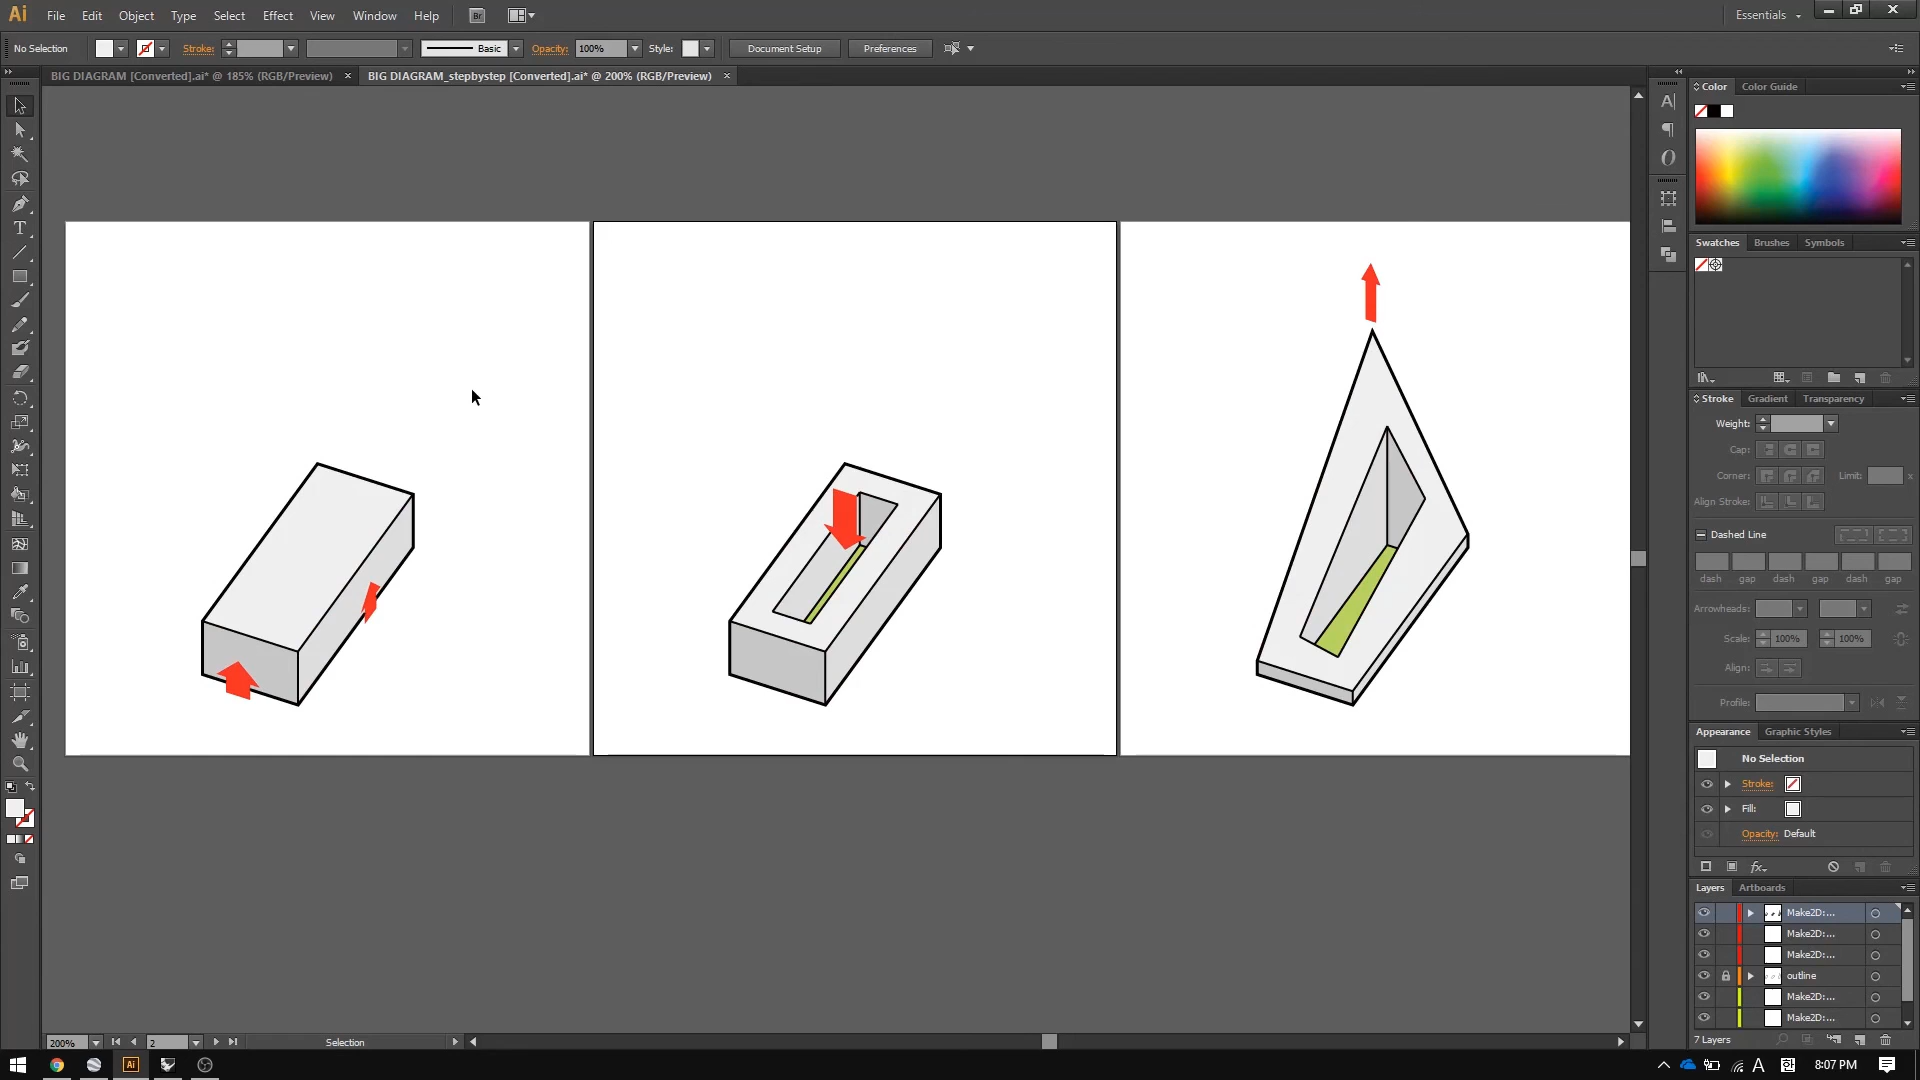 Ai File Edit Object Type Select Effect View Window Help Br Essentials
No Selection Stroke: Basic Opacity: 100% Style: Document Setup Preferences
BIG DIAGRAM [Converted].ai* @ 185% (RGB/Preview) × BIG DIAGRAM_stepbystep [Converted].ai* @ 200% (RGB/Preview) ×
Color Color Guide
Swatches Brushes Symbols
Stroke Gradient Transparency
Weight:
Cap:
Corner: Limit: x
Align Stroke:
Dashed Line
dash gap dash gap dash gap
Arrowheads:
Scale: 100% 100%
Align:
Profile:
Appearance Graphic Styles
No Selection
Stroke:
Fill:
Opacity: Default
fx
Layers Artboards
Make2D:...
Make2D:...
Make2D:...
outline
Make2D:...
Make2D:...
7 Layers
200% 2 Selection
Ai A 한 8:07 PM